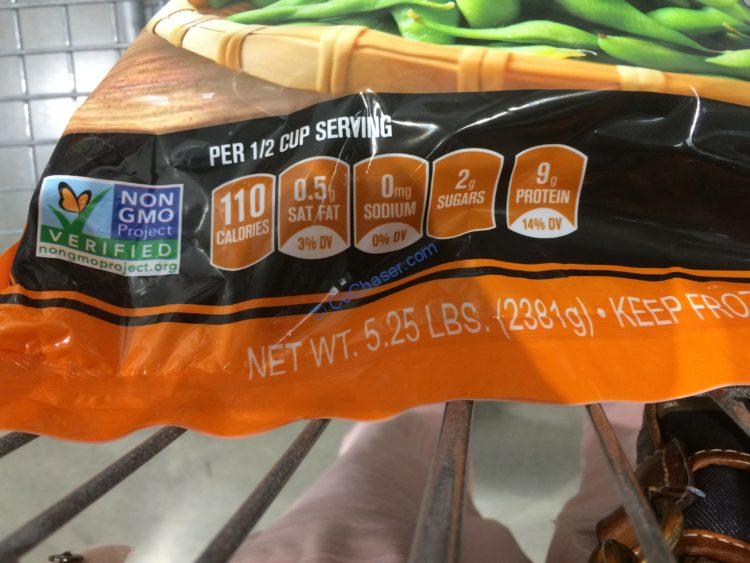 PER 1/2 CUP SERVING
NON
GMO
Project
VERIFIED
nongmoproject.org
110
CALORIES
0.5g
SAT FAT
3% DV
0mg
SODIUM
0% DV
2g
SUGARS
9g
PROTEIN
14% DV
CoChaser.com
NET WT. 5.25 LBS. (2381g) • KEEP FRO